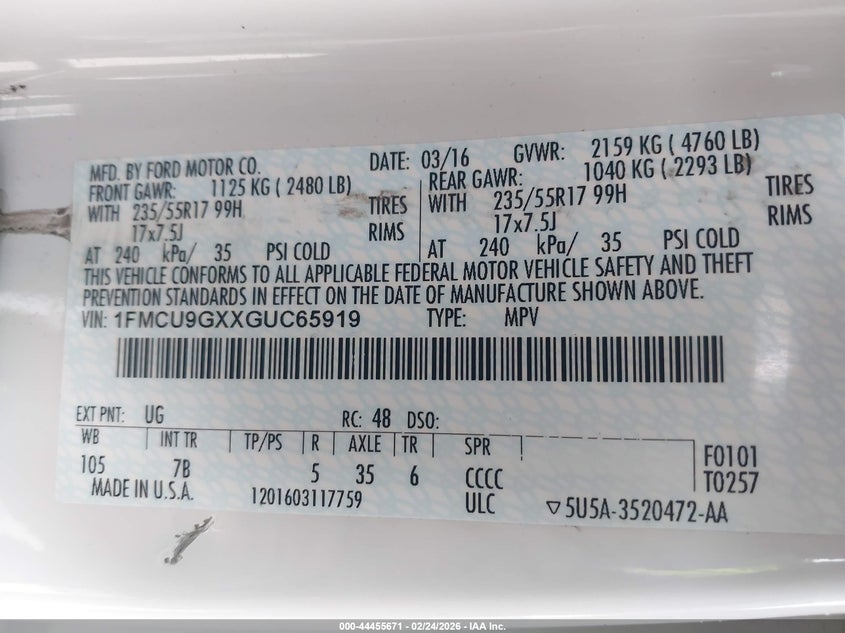 MFD. BY FORD MOTOR CO. DATE: 03/16 GVWR: 2159 KG ( 4760 LB)
FRONT GAWR: 1125 KG ( 2480 LB) REAR GAWR: 1040 KG ( 2293 LB)
WITH 235/55R17 99H TIRES WITH 235/55R17 99H TIRES
17x7.5J RIMS 17x7.5J RIMS
AT 240 kPa/ 35 PSI COLD AT 240 kPa/ 35 PSI COLD
THIS VEHICLE CONFORMS TO ALL APPLICABLE FEDERAL MOTOR VEHICLE SAFETY AND THEFT
PREVENTION STANDARDS IN EFFECT ON THE DATE OF MANUFACTURE SHOWN ABOVE.
VIN: 1FMCU9GXXGUC65919 TYPE: MPV
EXT PNT: UG RC: 48 DSO:
WB INT TR TP/PS R AXLE TR SPR
105 7B 5 35 6 CCCC F0101
MADE IN U.S.A. 1201603117759 ULC T0257
▽5U5A-3520472-AA
000-44455671 - 02/24/2026 - IAA Inc.